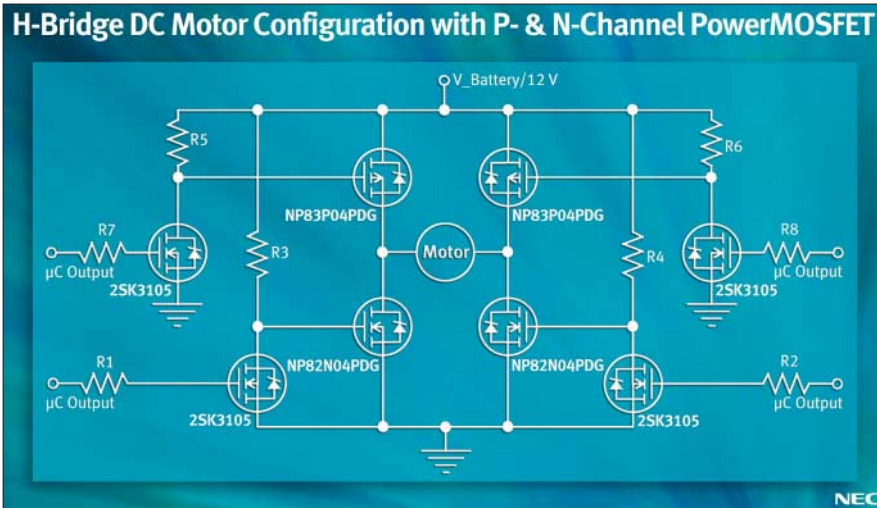 H-Bridge DC Motor Configuration with P- & N-Channel PowerMOSFET
V_Battery/12 V
R5
R6
NP83P04PDG
NP83P04PDG
R7
R3
Motor
R4
R8
µC Output
µC Output
2SK3105
2SK3105
NP82N04PDG
NP82N04PDG
R1
R2
µC Output
µC Output
2SK3105
2SK3105
NEC